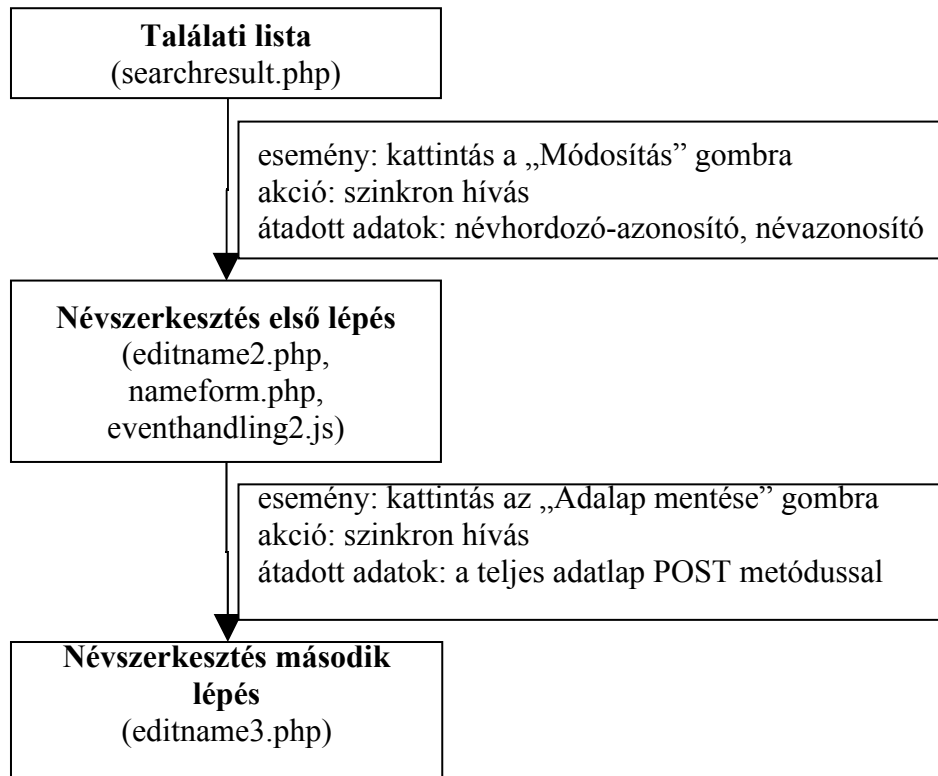 Találati lista
(searchresult.php)
esemény: kattintás a „Módosítás” gombra
akció: szinkron hívás
átadott adatok: névhordozó-azonosító, névazonosító
Névszerkesztés első lépés
(editname2.php,
nameform.php,
eventhandling2.js)
esemény: kattintás az „Adalap mentése” gombra
akció: szinkron hívás
átadott adatok: a teljes adatlap POST metódussal
Névszerkesztés második
lépés
(editname3.php)